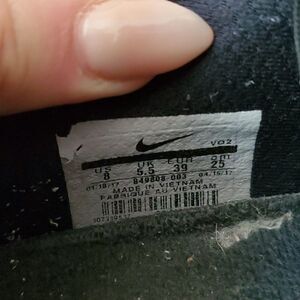 VO2
US UK EUR CM
8 5.5 39 25
01/18/17 849808-003 04/16/17
MADE IN VIETNAM
FABRIQUE AU VIETNAM